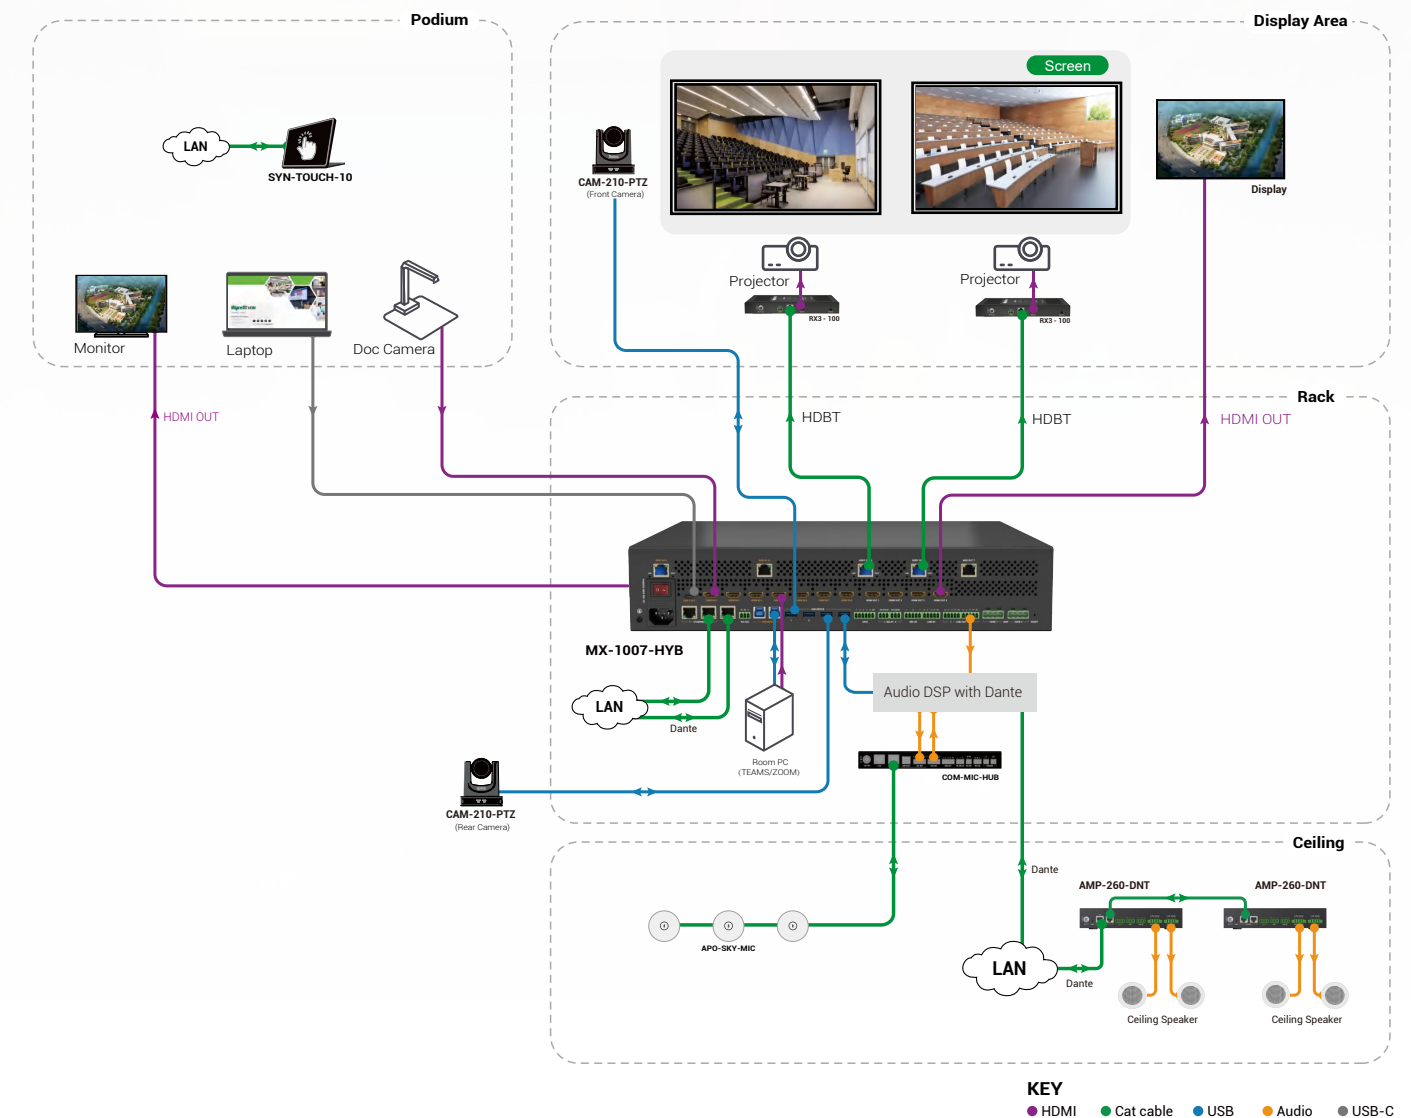 Podium
Display Area
Screen
LAN
SYN-TOUCH-10
CAM-210-PTZ
(Front Camera)
Display
Projector
RX3 - 100
Projector
RX3 - 100
Monitor
Laptop
Doc Camera
HDMI OUT
Rack
HDBT
HDBT
HDMI OUT
MX-1007-HYB
LAN
Dante
Room PC
(TEAMS/ZOOM)
Audio DSP with Dante
COM-MIC-HUB
CAM-210-PTZ
(Rear Camera)
Ceiling
Dante
AMP-260-DNT
AMP-260-DNT
APO-SKY-MIC
LAN
Dante
Ceiling Speaker
Ceiling Speaker
KEY
HDMI
Cat cable
USB
Audio
USB-C